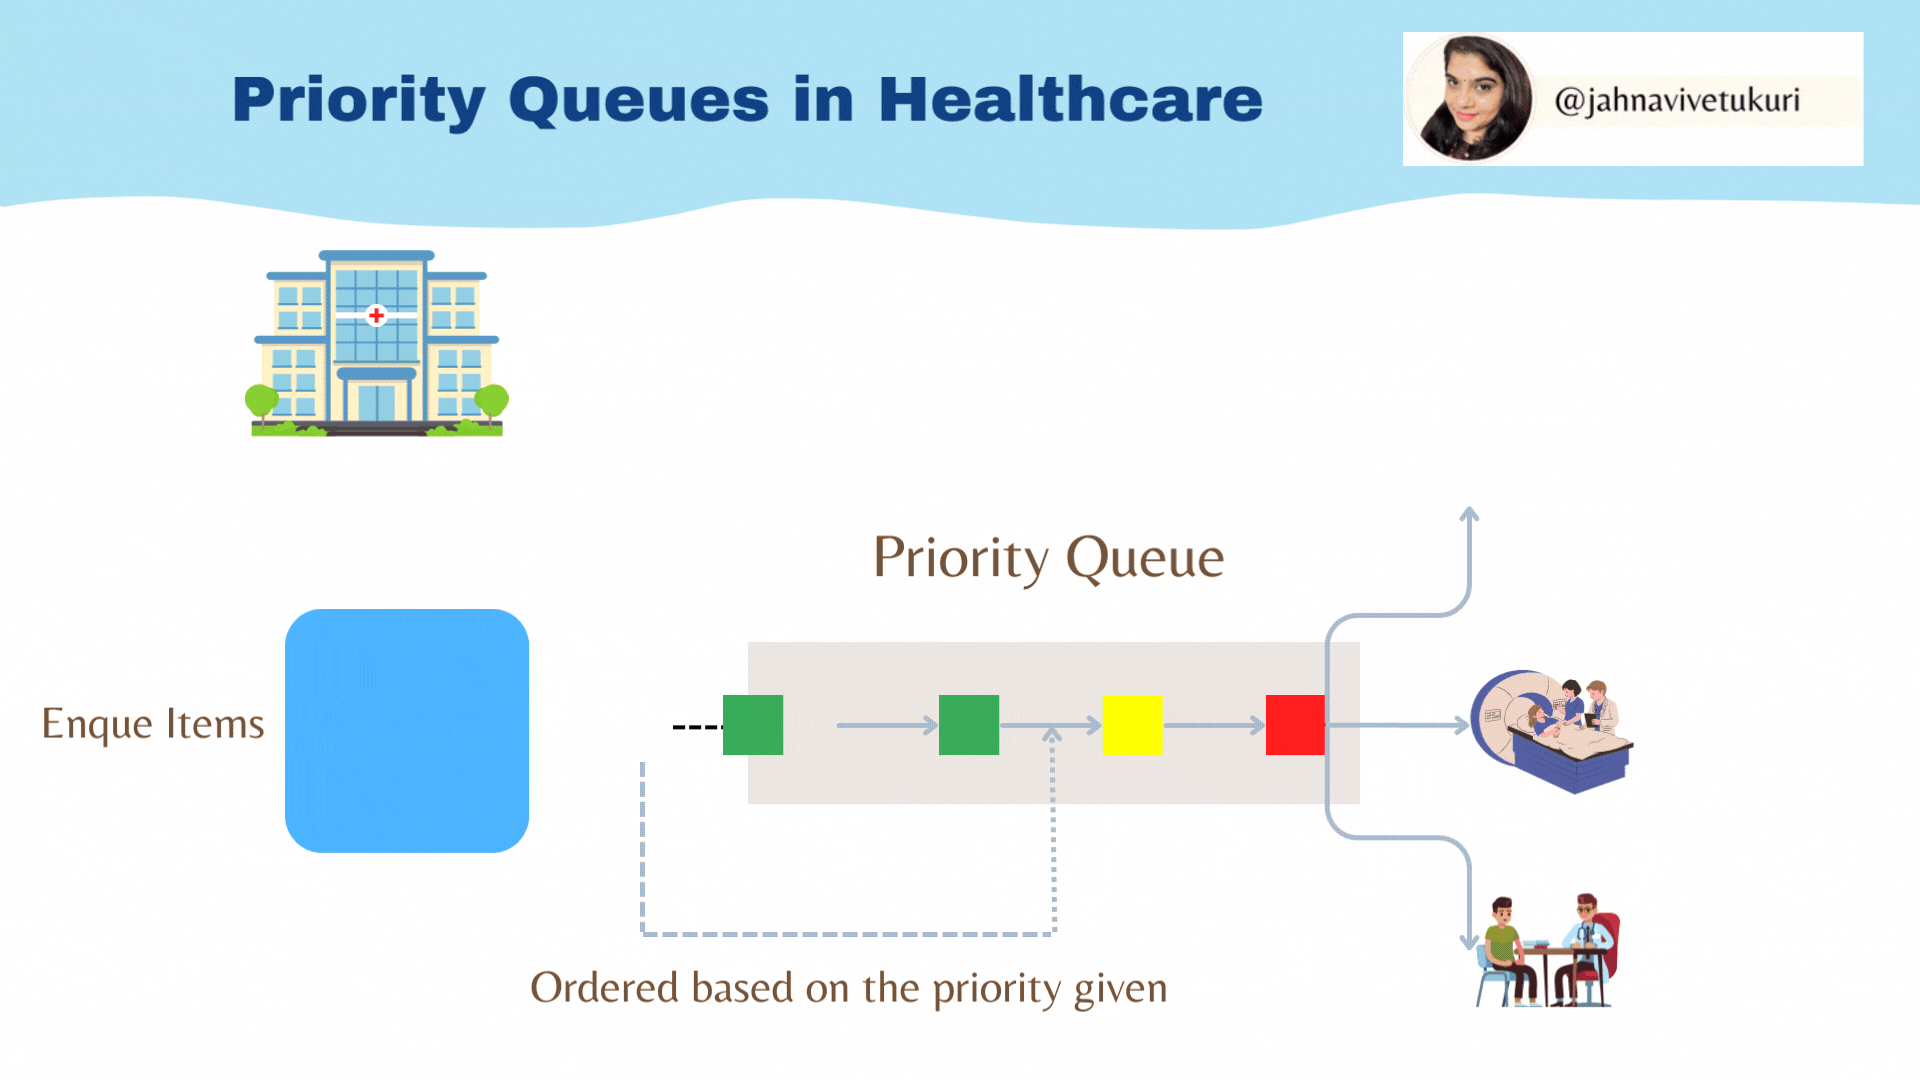 Priority Queues in Healthcare
@jahnavivetukuri
Priority Queue
Enque Items
Ordered based on the priority given